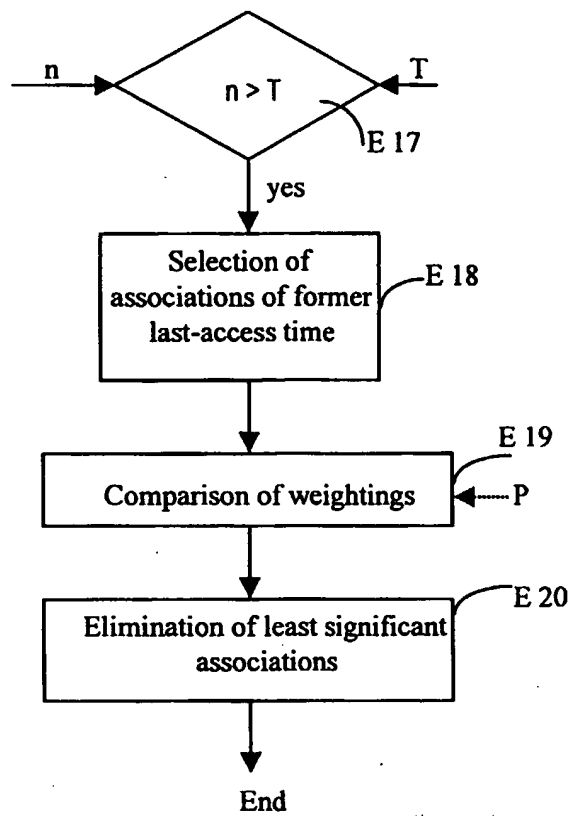 n
n > T
T
E 17
yes
Selection of
associations of former
last-access time
E 18
E 19
Comparison of weightings
P
E 20
Elimination of least significant
associations
End